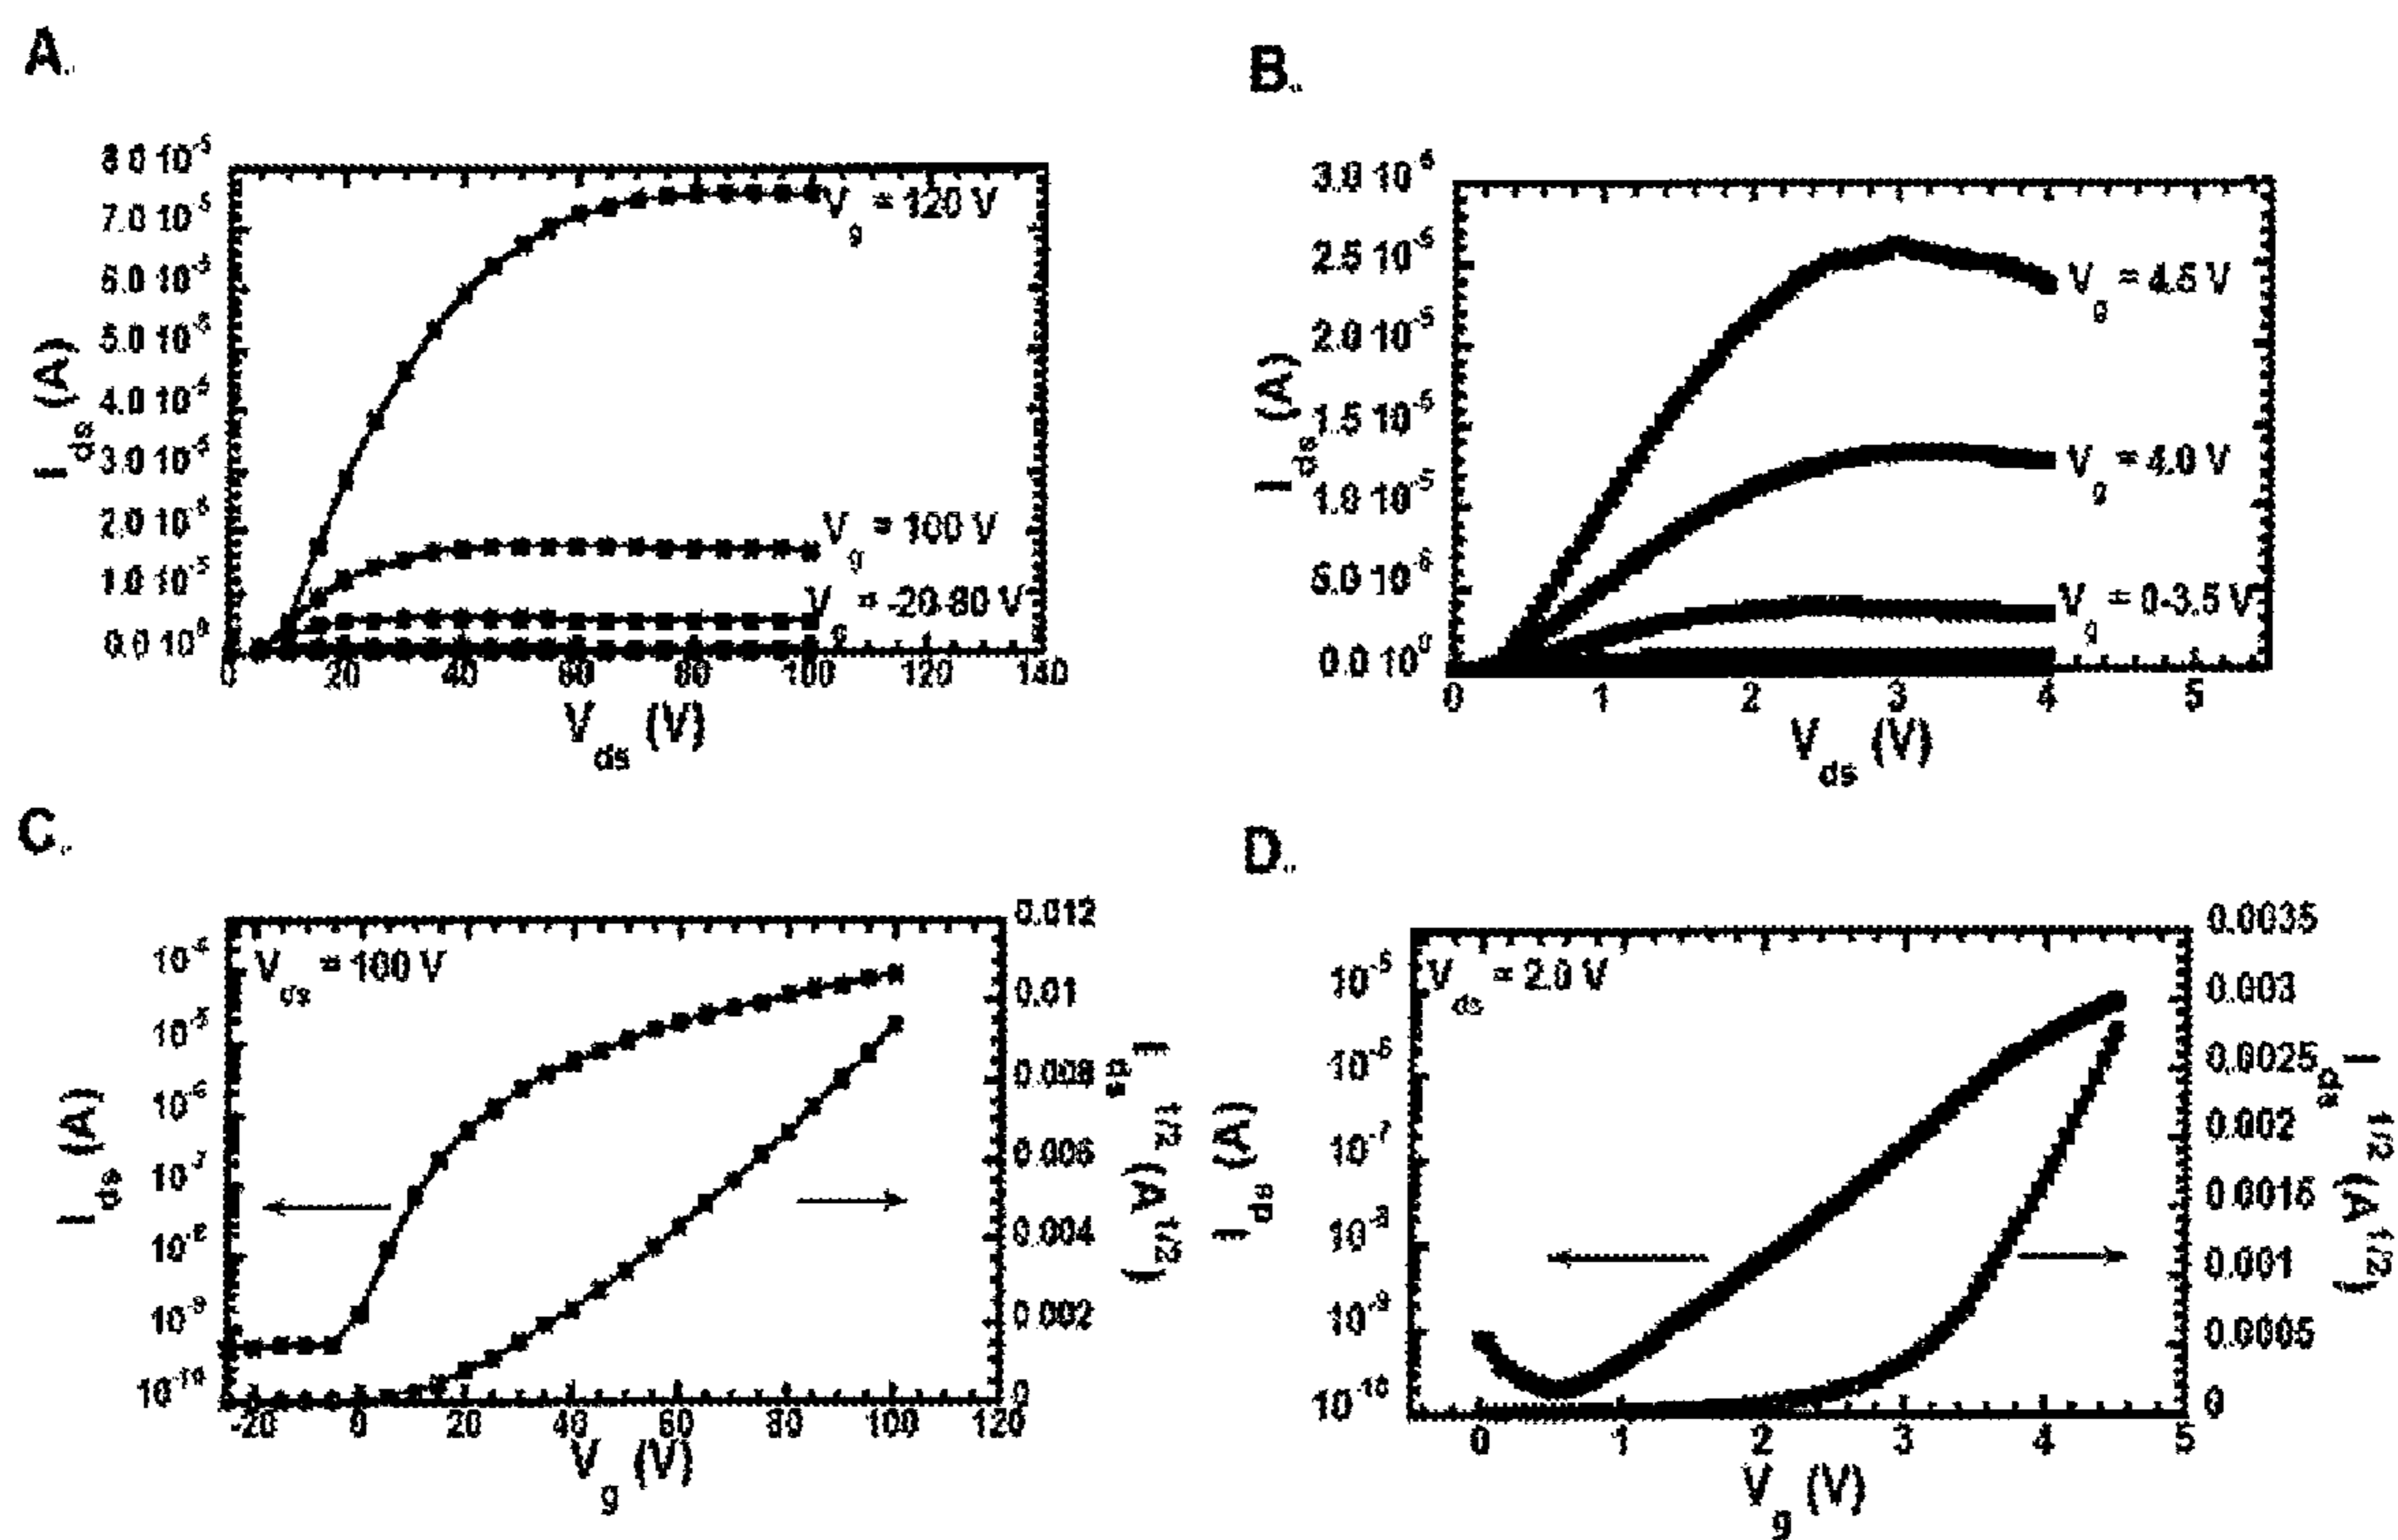 A.
8.0 10⁻⁵
7.0 10⁻⁵
6.0 10⁻⁵
5.0 10⁻⁵
4.0 10⁻⁵
3.0 10⁻⁵
2.0 10⁻⁵
1.0 10⁻⁵
0.0 10⁰
I_ds (A)
V_g = 120 V
V_g = 100 V
V_g = -20-80 V
0 20 40 60 80 100 120 140
V_ds (V)
B.
3.0 10⁻⁵
2.5 10⁻⁵
2.0 10⁻⁵
1.5 10⁻⁵
1.0 10⁻⁵
5.0 10⁻⁶
0.0 10⁰
I_ds (A)
V_g = 4.5 V
V_g = 4.0 V
V_g = 0-3.5 V
0 1 2 3 4 5
V_ds (V)
C.
V_ds = 100 V
10⁻⁴
10⁻⁵
10⁻⁶
10⁻⁷
10⁻⁸
10⁻⁹
10⁻¹⁰
I_ds (A)
0.012
0.01
0.008
0.006
0.004
0.002
0
I_ds^1/2 (A^1/2)
-20 0 20 40 60 80 100 120
V_g (V)
D.
V_ds = 2.0 V
10⁻⁵
10⁻⁶
10⁻⁷
10⁻⁸
10⁻⁹
10⁻¹⁰
I_ds (A)
0.0035
0.003
0.0025
0.002
0.0015
0.001
0.0005
0
I_ds^1/2 (A^1/2)
0 1 2 3 4 5
V_g (V)